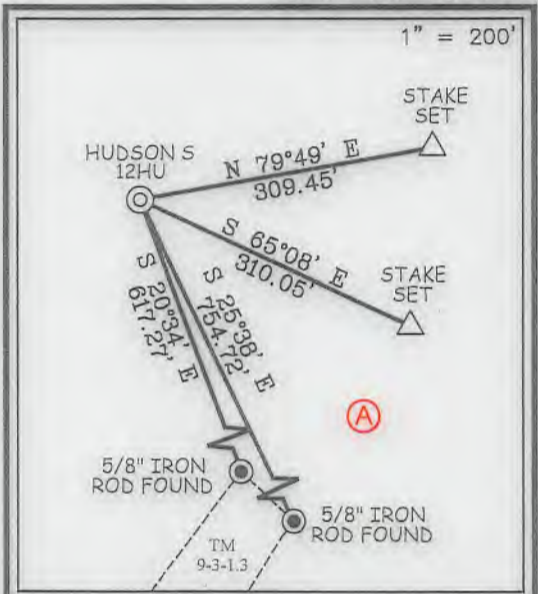 1" = 200'
STAKE
SET
HUDSON S
12HU
N 79°49' E
309.45'
S 65°08' E
310.05'
STAKE
SET
S 20°34' E
617.27'
S 25°38' E
754.72'
A
5/8" IRON
ROD FOUND
5/8" IRON
ROD FOUND
TM
9-3-1.3